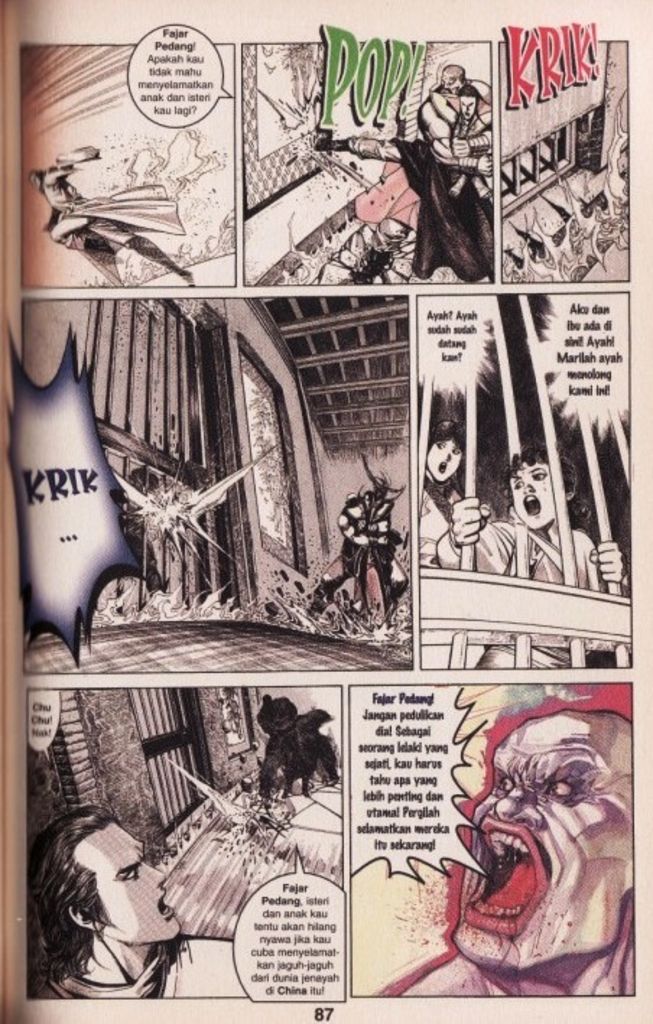 Fajar
Pedang!
Apakah kau
tidak mahu
menyelamatkan
anak dan isteri
kau lagi?
POP!
KRIK!
KRIK
...
Ayah? Ayah
sudah sudah
datang
kan?
Aku dan
ibu ada di
sini! Ayah!
Marilah ayah
menolong
kami ini!
Chu
Chu!
Nak!
Fajar
Pedang, isteri
dan anak kau
tentu akan hilang
nyawa jika kau
cuba menyelamat-
kan jaguh-jaguh
dari dunia jenayah
di China itu!
Fajar Pedang!
Jangan pedulikan
dia! Sebagai
seorang lelaki yang
sejati, kau harus
tahu apa yang
lebih penting dan
utama! Pergilah
selamatkan mereka
itu sekarang!
87